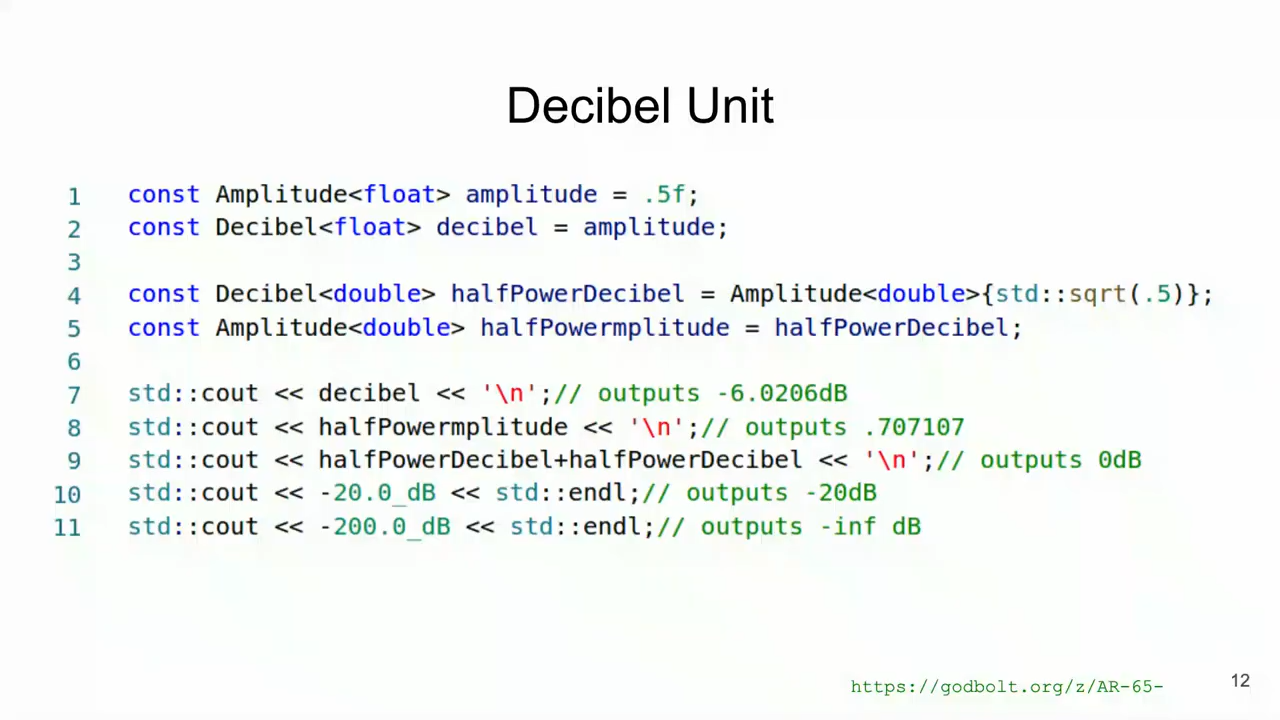 Decibel Unit
1 const Amplitude<float> amplitude = .5f;
2 const Decibel<float> decibel = amplitude;
3
4 const Decibel<double> halfPowerDecibel = Amplitude<double>{std::sqrt(.5)};
5 const Amplitude<double> halfPowermplitude = halfPowerDecibel;
6
7 std::cout << decibel << '\n';// outputs -6.0206dB
8 std::cout << halfPowermplitude << '\n';// outputs .707107
9 std::cout << halfPowerDecibel+halfPowerDecibel << '\n';// outputs 0dB
10 std::cout << -20.0_dB << std::endl;// outputs -20dB
11 std::cout << -200.0_dB << std::endl;// outputs -inf dB
https://godbolt.org/z/AR-65-
12